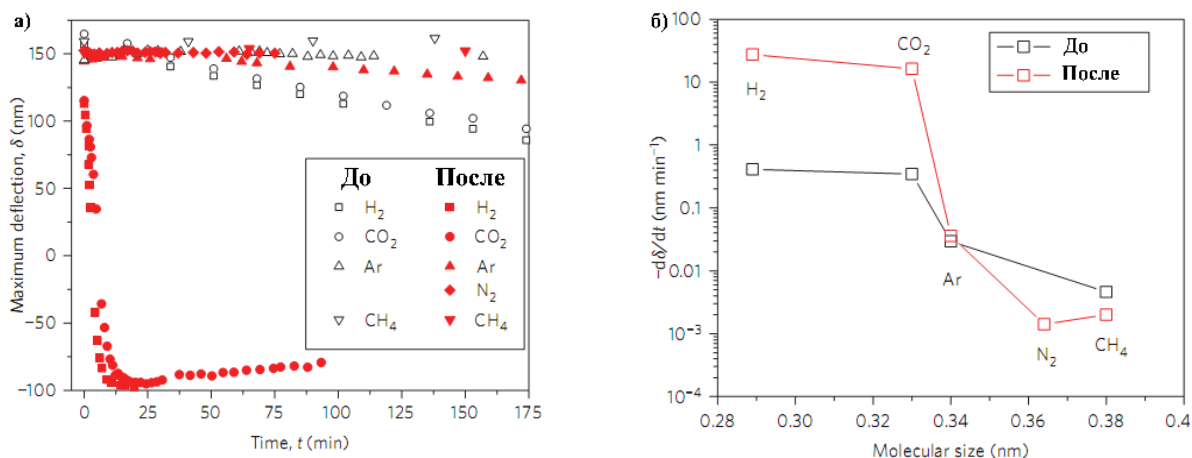 а)
Maximum deflection, δ (nm)
150
100
50
0
−50
−100
До После
H₂ H₂
CO₂ CO₂
Ar Ar
N₂
CH₄ CH₄
0 25 50 75 100 125 150 175
Time, t (min)
б)
−dδ/dt (nm min⁻¹)
100
10
1
0.1
0.01
10⁻³
10⁻⁴
До
После
H₂
CO₂
Ar
N₂
CH₄
0.28 0.30 0.32 0.34 0.36 0.38 0.4
Molecular size (nm)